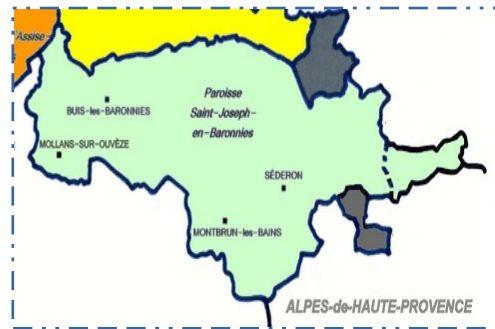 d'Assise-
Paroisse
Saint-Joseph-
en-Baronnies
BUIS-les-BARONNIES
MOLLANS-SUR-OUVÈZE
SÉDERON
MONTBRUN-les-BAINS
ALPES-de-HAUTE-PROVENCE